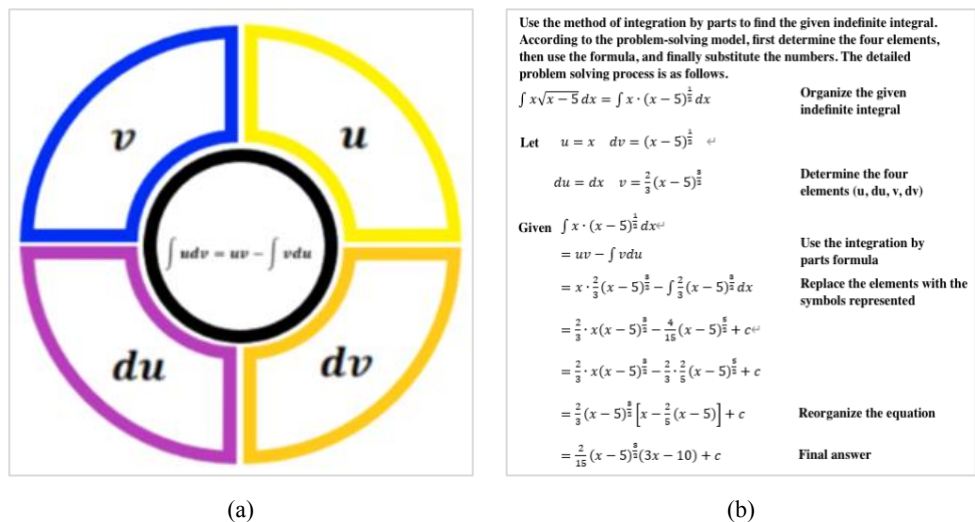 v
u
∫ udv = uv − ∫ vdu
du
dv
(a)
Use the method of integration by parts to find the given indefinite integral.
According to the problem-solving model, first determine the four elements,
then use the formula, and finally substitute the numbers. The detailed
problem solving process is as follows.
∫ x√(x − 5) dx = ∫ x · (x − 5)^(1/2) dx Organize the given
indefinite integral
Let u = x dv = (x − 5)^(1/2) ↵
du = dx v = 2/3 (x − 5)^(3/2) Determine the four
elements (u, du, v, dv)
Given ∫ x · (x − 5)^(1/2) dx↵
= uv − ∫ vdu Use the integration by
parts formula
= x · 2/3 (x − 5)^(3/2) − ∫ 2/3 (x − 5)^(3/2) dx Replace the elements with the
symbols represented
= 2/3 · x(x − 5)^(3/2) − 4/15 (x − 5)^(5/2) + c↵
= 2/3 · x(x − 5)^(3/2) − 2/3 · 2/5 (x − 5)^(5/2) + c
= 2/3 (x − 5)^(3/2) [x − 2/5 (x − 5)] + c Reorganize the equation
= 2/15 (x − 5)^(3/2) (3x − 10) + c Final answer
(b)